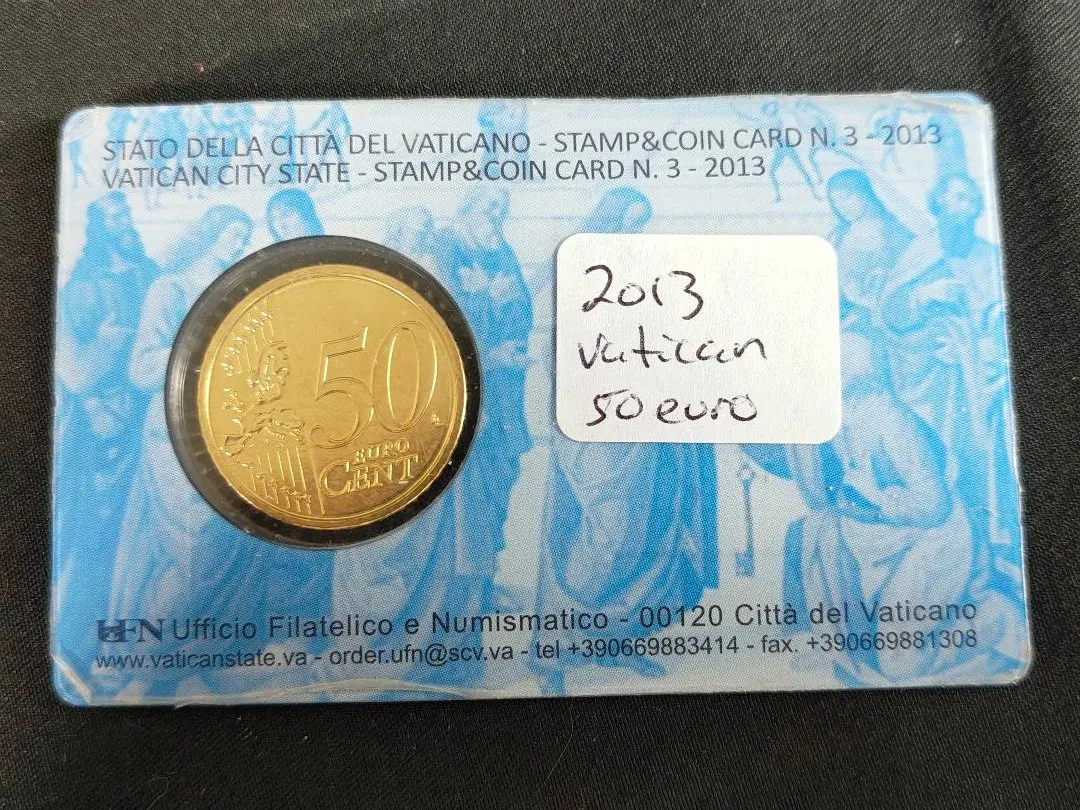 STATO DELLA CITTÀ DEL VATICANO - STAMP&COIN CARD N. 3 - 2013
VATICAN CITY STATE - STAMP&COIN CARD N. 3 - 2013
50
EURO
CENT
2013
Vatican
50 euro
UFN Ufficio Filatelico e Numismatico - 00120 Città del Vaticano
www.vaticanstate.va - order.ufn@scv.va - tel +390669883414 - fax. +390669881308